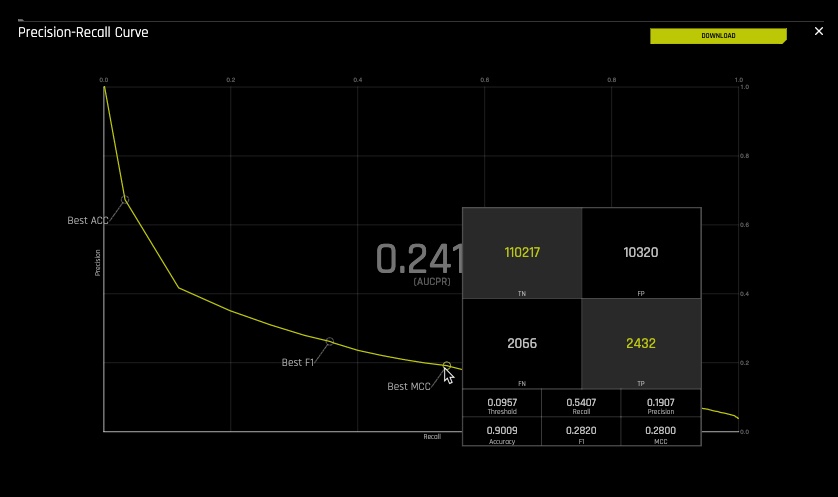 Precision-Recall Curve
DOWNLOAD
0.0 0.2 0.4 0.6 0.8 1.0
1.0
0.8
Best ACC
0.6
Precision
0.241
(AUCPR)
110217
TN
10320
FP
0.4
Best F1
2066
FN
2432
TP
0.2
Best MCC
0.0957
Threshold
0.5407
Recall
0.1907
Precision
0.9009
Accuracy
0.2820
F1
0.2800
MCC
0.0
Recall